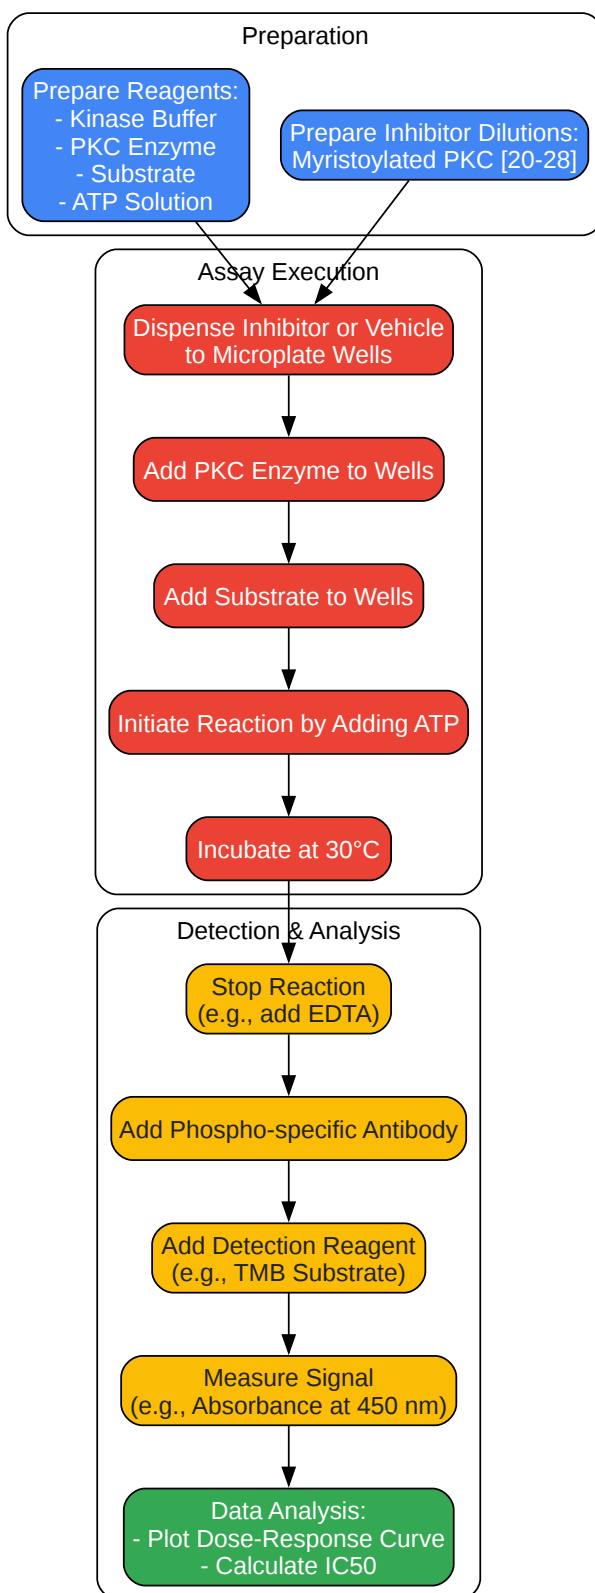 Preparation
Prepare Reagents:
- Kinase Buffer
- PKC Enzyme
- Substrate
- ATP Solution
Prepare Inhibitor Dilutions:
Myristoylated PKC [20-28]
Assay Execution
Dispense Inhibitor or Vehicle
to Microplate Wells
Add PKC Enzyme to Wells
Add Substrate to Wells
Initiate Reaction by Adding ATP
Incubate at 30°C
Detection & Analysis
Stop Reaction
(e.g., add EDTA)
Add Phospho-specific Antibody
Add Detection Reagent
(e.g., TMB Substrate)
Measure Signal
(e.g., Absorbance at 450 nm)
Data Analysis:
- Plot Dose-Response Curve
- Calculate IC50